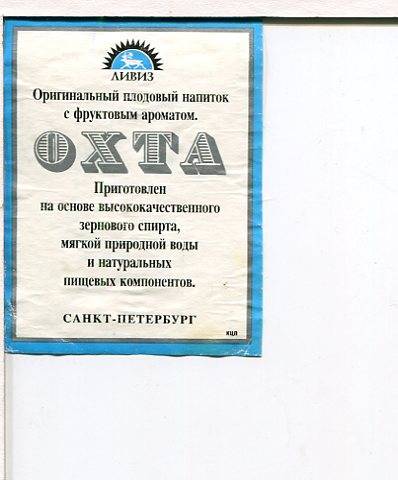 ЛИВИЗ
Оригинальный плодовый напиток
с фруктовым ароматом.
ОХТА
Приготовлен
на основе высококачественного
зернового спирта,
мягкой природной воды
и натуральных
пищевых компонентов.
САНКТ-ПЕТЕРБУРГ
КЦЛ